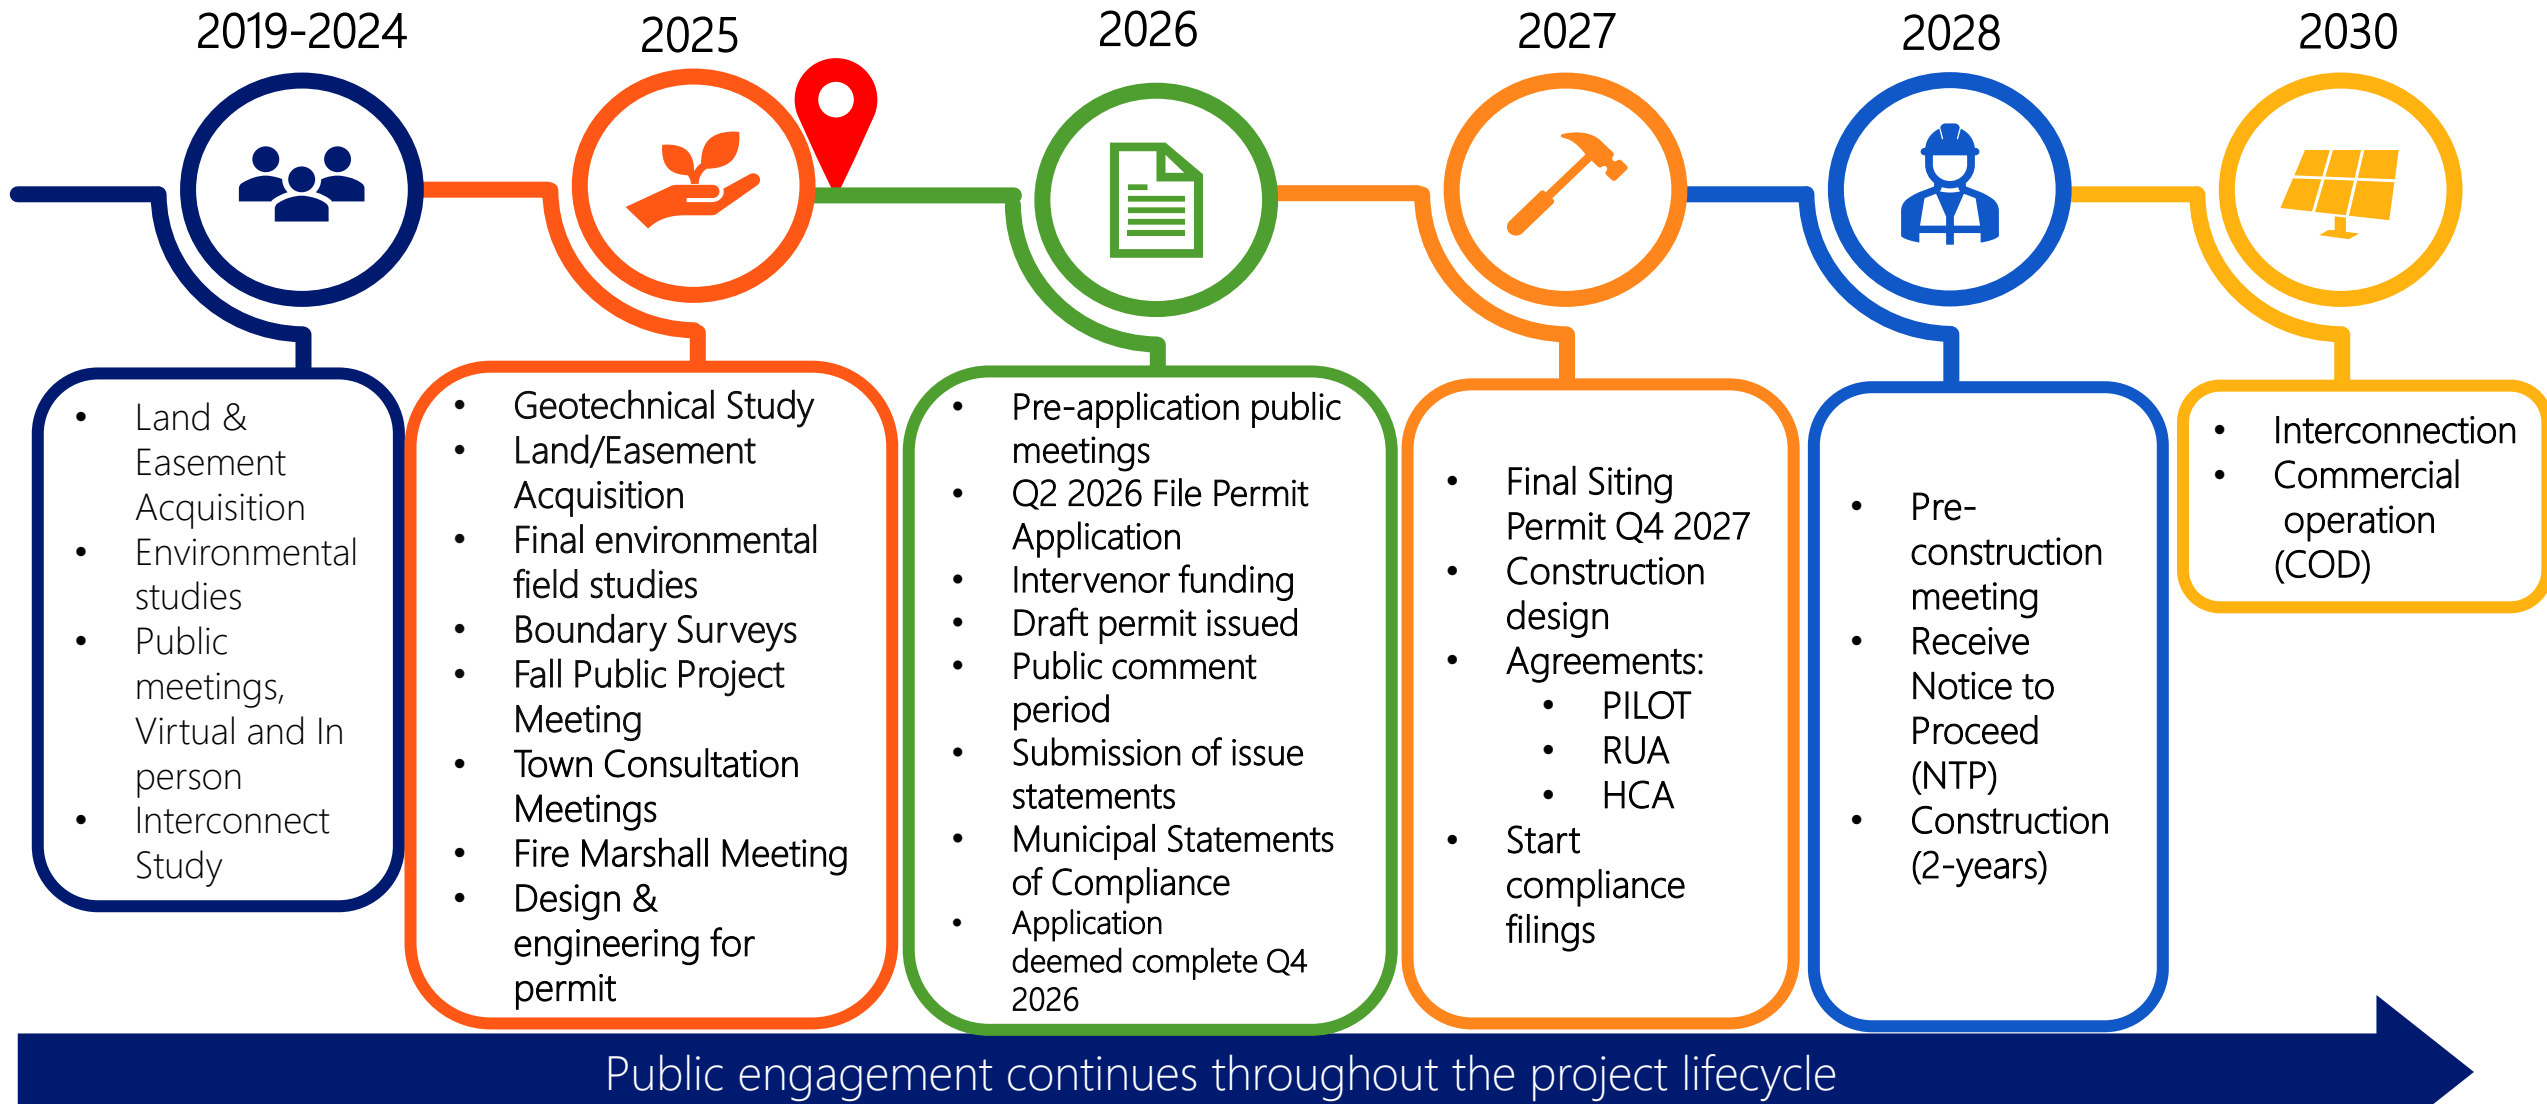 2019-2024
2025
2026
2027
2028
2030
• Land &
Easement
Acquisition
• Environmental
studies
• Public
meetings,
Virtual and In
person
• Interconnect
Study
• Geotechnical Study
• Land/Easement
Acquisition
• Final environmental
field studies
• Boundary Surveys
• Fall Public Project
Meeting
• Town Consultation
Meetings
• Fire Marshall Meeting
• Design &
engineering for
permit
• Pre-application public
meetings
• Q2 2026 File Permit
Application
• Intervenor funding
• Draft permit issued
• Public comment
period
• Submission of issue
statements
• Municipal Statements
of Compliance
• Application
deemed complete Q4
2026
• Final Siting
Permit Q4 2027
• Construction
design
• Agreements:
• PILOT
• RUA
• HCA
• Start
compliance
filings
• Pre-
construction
meeting
• Receive
Notice to
Proceed
(NTP)
• Construction
(2-years)
• Interconnection
• Commercial
operation
(COD)
Public engagement continues throughout the project lifecycle